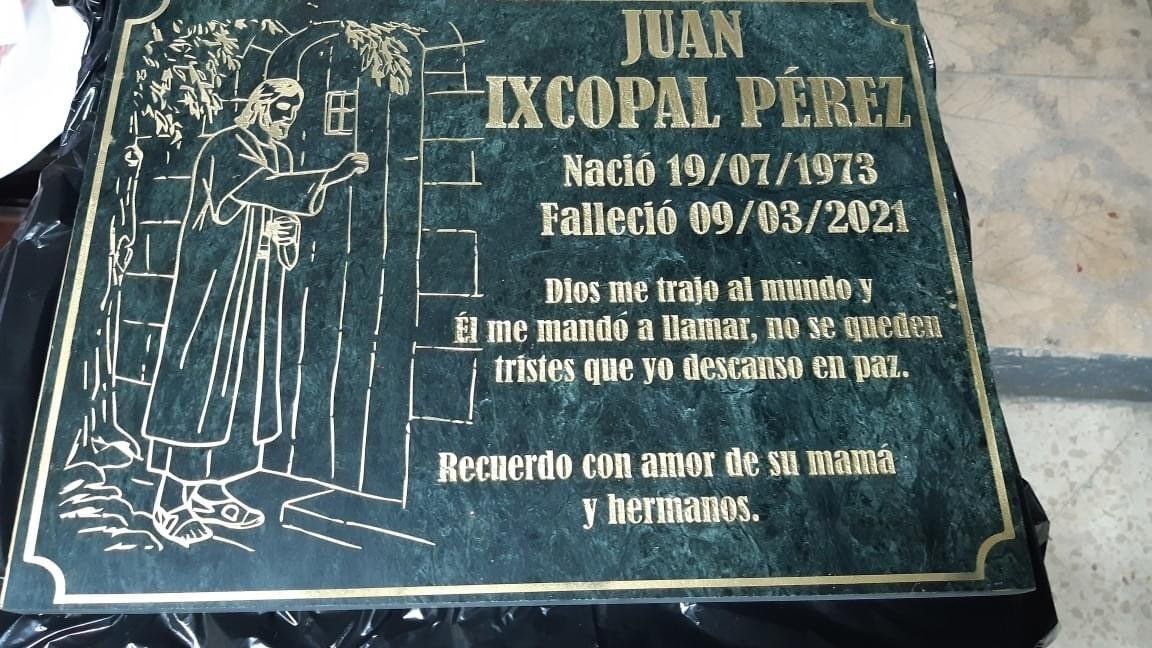 JUAN
IXCOPAL PÉREZ
Nació 19/07/1973
Falleció 09/03/2021
Dios me trajo al mundo y
Él me mandó a llamar, no se queden
tristes que yo descanso en paz.
Recuerdo con amor de su mamá
y hermanos.